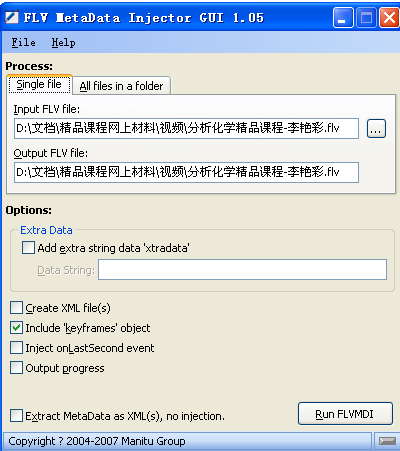 FLV MetaData Injector GUI 1.05
File Help
Process:
Single file All files in a folder
Input FLV file:
D:\文档\精品课程网上材料\视频\分析化学精品课程-李艳彩.flv
...
Output FLV file:
D:\文档\精品课程网上材料\视频\分析化学精品课程-李艳彩.flv
Options:
Extra Data
Add extra string data 'xtradata'
Data String:
Create XML file(s)
Include 'keyframes' object
Inject onLastSecond event
Output progress
Extract MetaData as XML(s), no injection.
Run FLVMDI
Copyright ? 2004-2007 Manitu Group